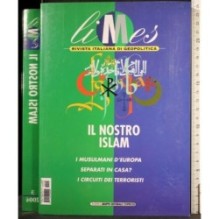 limes
RIVISTA ITALIANA DI GEOPOLITICA
IL NOSTRO
ISLAM
I MUSULMANI D'EUROPA
SEPARATI IN CASA?
I CIRCUITI DEI TERRORISTI
IL NOSTRO ISLAM